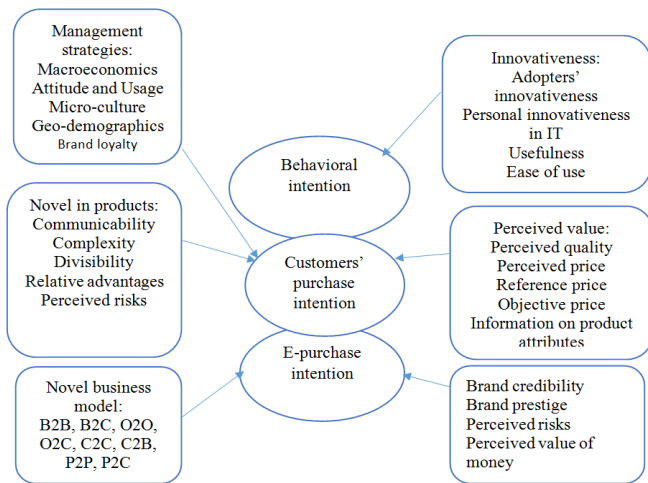 Management
strategies:
Macroeconomics
Attitude and Usage
Micro-culture
Geo-demographics
Brand loyalty
Innovativeness:
Adopters’
innovativeness
Personal innovativeness
in IT
Usefulness
Ease of use
Behavioral
intention
Novel in products:
Communicability
Complexity
Divisibility
Relative advantages
Perceived risks
Customers’
purchase
intention
Perceived value:
Perceived quality
Perceived price
Reference price
Objective price
Information on product
attributes
E-purchase
intention
Novel business
model:
B2B, B2C, O2O,
O2C, C2C, C2B,
P2P, P2C
Brand credibility
Brand prestige
Perceived risks
Perceived value of
money